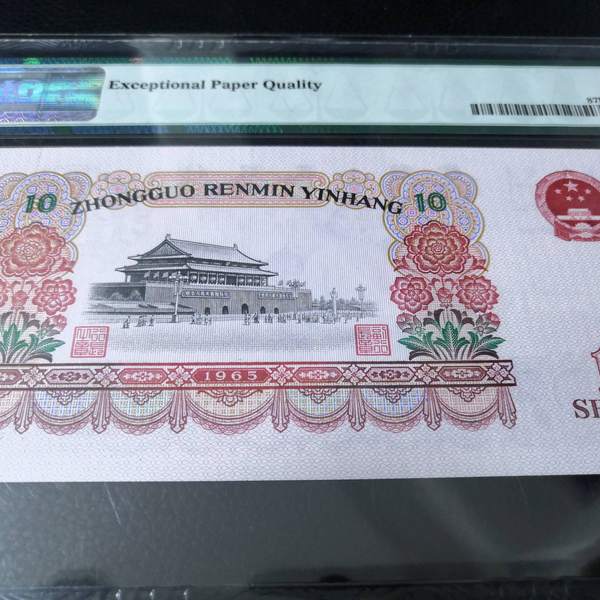 Exceptional Paper Quality
10 ZHONGGUO RENMIN YINHANG 10
1965